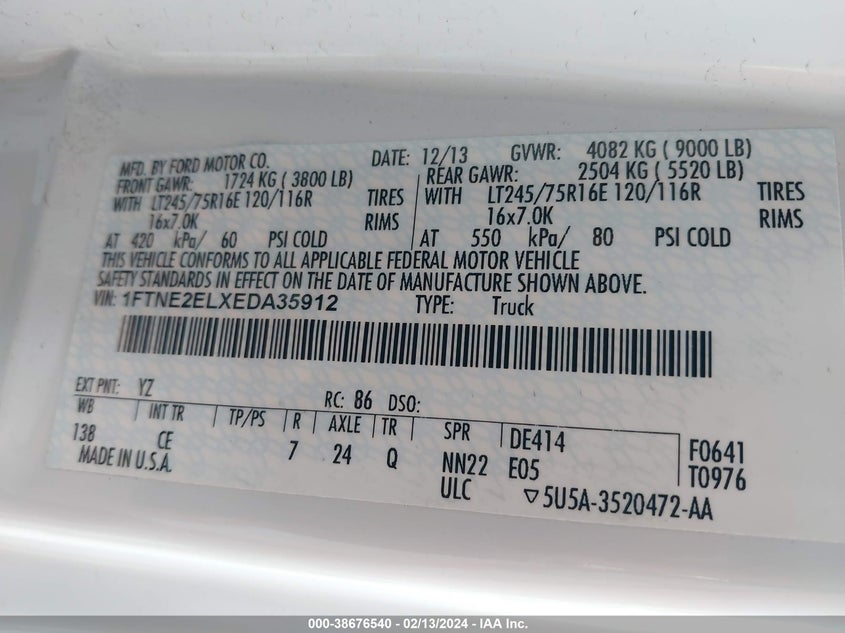 MFD. BY FORD MOTOR CO. DATE: 12/13 GVWR: 4082 KG ( 9000 LB)
FRONT GAWR: 1724 KG ( 3800 LB) REAR GAWR: 2504 KG ( 5520 LB)
WITH LT245/75R16E 120/116R TIRES WITH LT245/75R16E 120/116R TIRES
16x7.0K RIMS 16x7.0K RIMS
AT 420 kPa/ 60 PSI COLD AT 550 kPa/ 80 PSI COLD
THIS VEHICLE CONFORMS TO ALL APPLICABLE FEDERAL MOTOR VEHICLE
SAFETY STANDARDS IN EFFECT ON THE DATE OF MANUFACTURE SHOWN ABOVE.
VIN: 1FTNE2ELXEDA35912 TYPE: Truck
EXT PNT: YZ RC: 86 DSO:
WB INT TR TP/PS R AXLE TR SPR DE414 F0641
138 CE 7 24 Q NN22 E05 T0976
MADE IN U.S.A. ULC ▽5U5A-3520472-AA
000-38676540 - 02/13/2024 - IAA Inc.